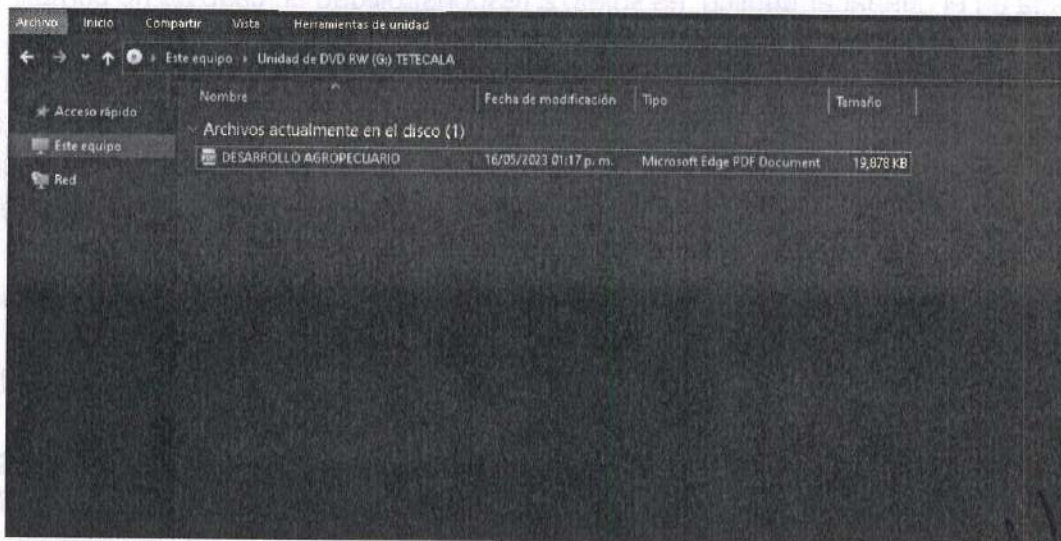 Archivo Inicio Compartir Vista Herramientas de unidad
Este equipo Unidad de DVD RW (G:) TETECALA
Nombre Fecha de modificación Tipo Tamaño
Acceso rápido
Archivos actualmente en el disco (1)
Este equipo
DESARROLLO AGROPECUARIO 16/05/2023 01:17 p. m. Microsoft Edge PDF Document 19,878 KB
Red